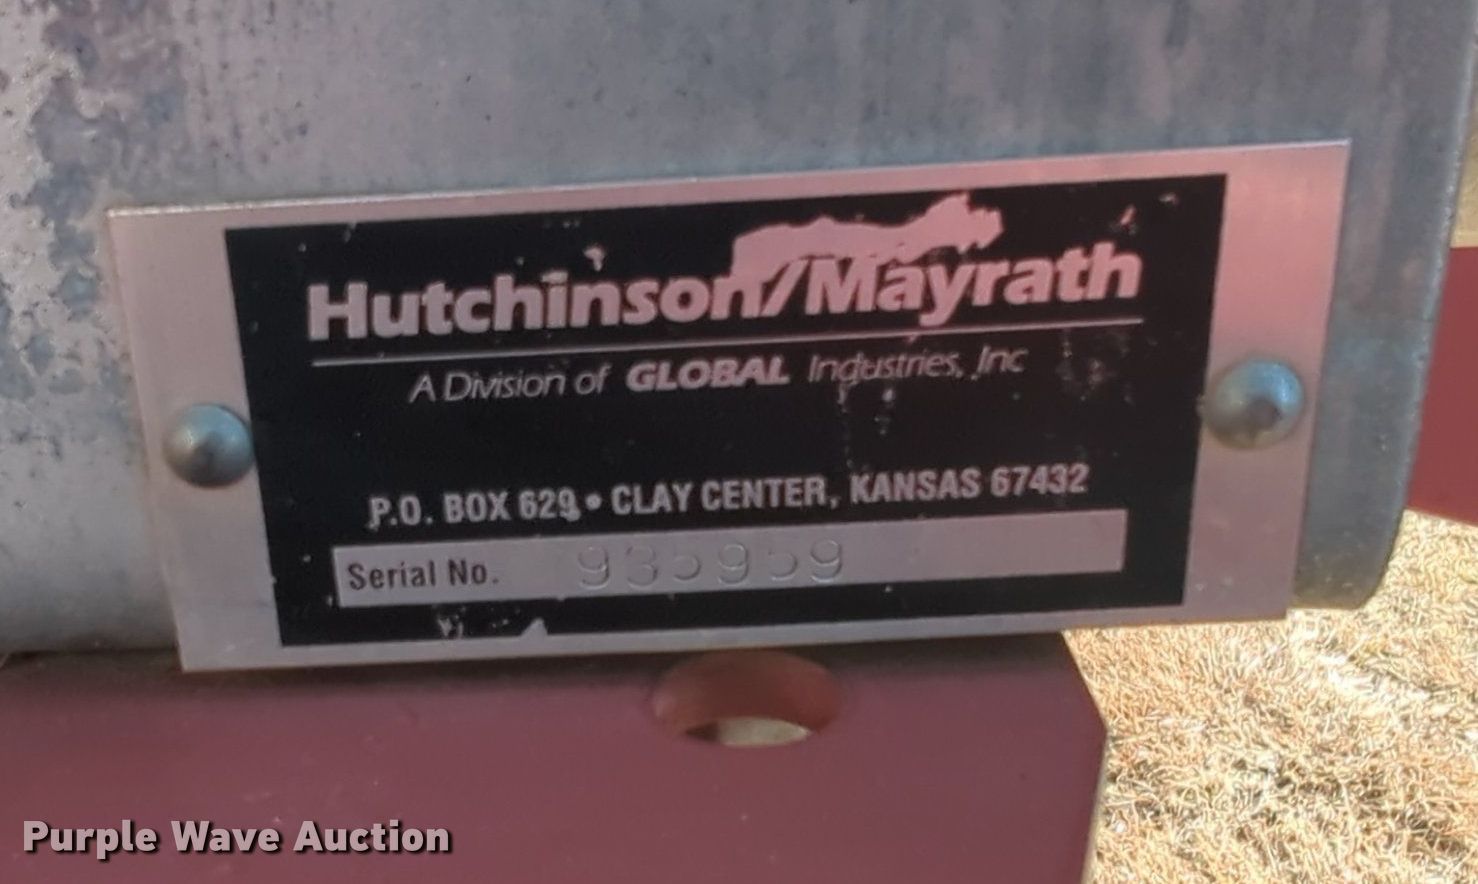 Hutchinson/Mayrath
A Division of GLOBAL Industries, Inc
P.O. BOX 629 • CLAY CENTER, KANSAS 67432
Serial No. 935959
Purple Wave Auction